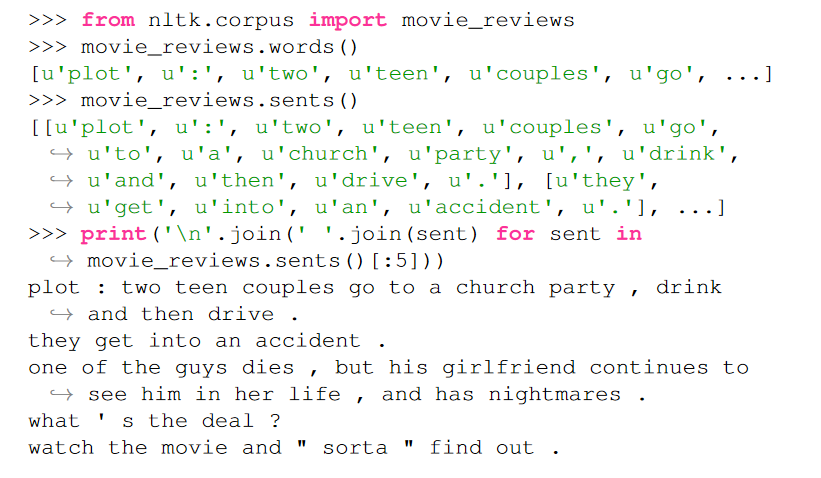 >>> from nltk.corpus import movie_reviews
>>> movie_reviews.words()
[u'plot', u':', u'two', u'teen', u'couples', u'go', ...]
>>> movie_reviews.sents()
[[u'plot', u':', u'two', u'teen', u'couples', u'go',
↪ u'to', u'a', u'church', u'party', u',', u'drink',
↪ u'and', u'then', u'drive', u'.'], [u'they',
↪ u'get', u'into', u'an', u'accident', u'.'], ...]
>>> print('\n'.join(' '.join(sent) for sent in
↪ movie_reviews.sents()[:5]))
plot : two teen couples go to a church party , drink
↪ and then drive .
they get into an accident .
one of the guys dies , but his girlfriend continues to
↪ see him in her life , and has nightmares .
what ' s the deal ?
watch the movie and " sorta " find out .